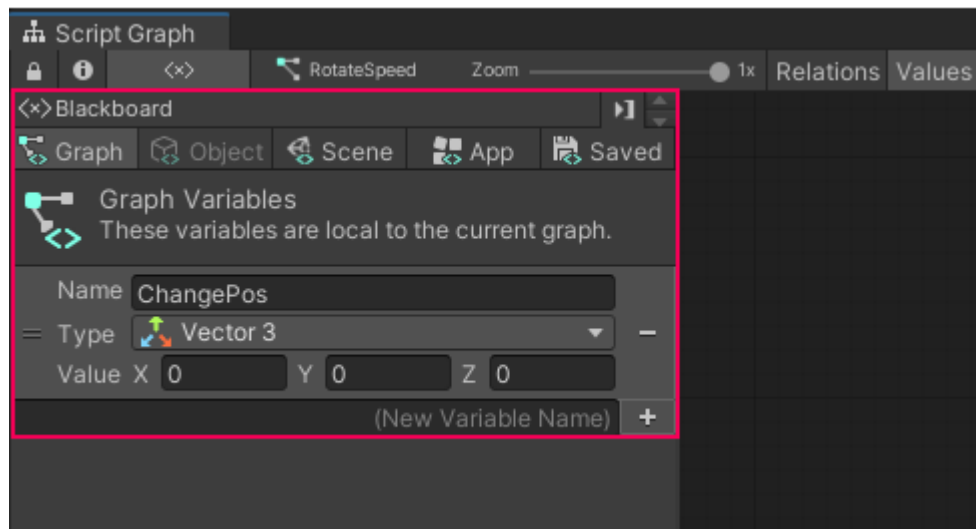 Script Graph
<×> RotateSpeed Zoom 1x Relations Values
<×> Blackboard
Graph Object Scene App Saved
Graph Variables
These variables are local to the current graph.
Name ChangePos
Type Vector 3
Value X 0 Y 0 Z 0
(New Variable Name) +